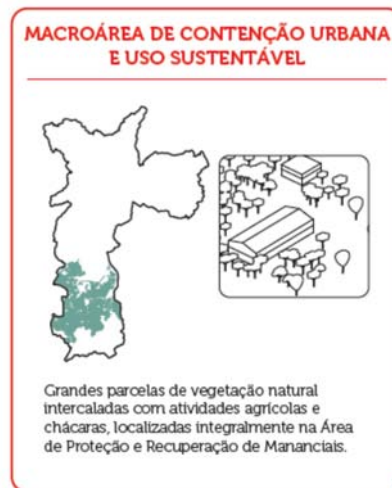 MACROÁREA DE CONTENÇÃO URBANA
E USO SUSTENTÁVEL
Grandes parcelas de vegetação natural
intercaladas com atividades agrícolas e
chácaras, localizadas integralmente na Área
de Proteção e Recuperação de Mananciais.